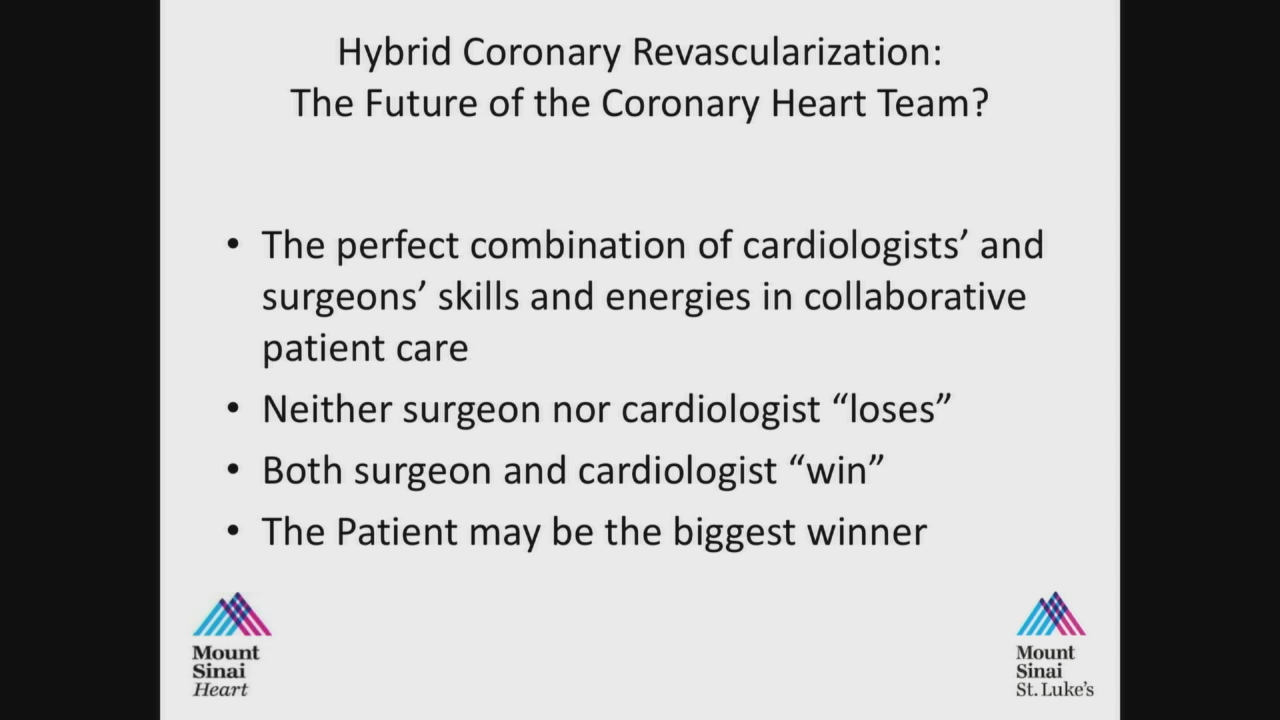 Hybrid Coronary Revascularization:
The Future of the Coronary Heart Team?
• The perfect combination of cardiologists’ and
surgeons’ skills and energies in collaborative
patient care
• Neither surgeon nor cardiologist “loses”
• Both surgeon and cardiologist “win”
• The Patient may be the biggest winner
Mount
Sinai
Heart
Mount
Sinai
St. Luke’s